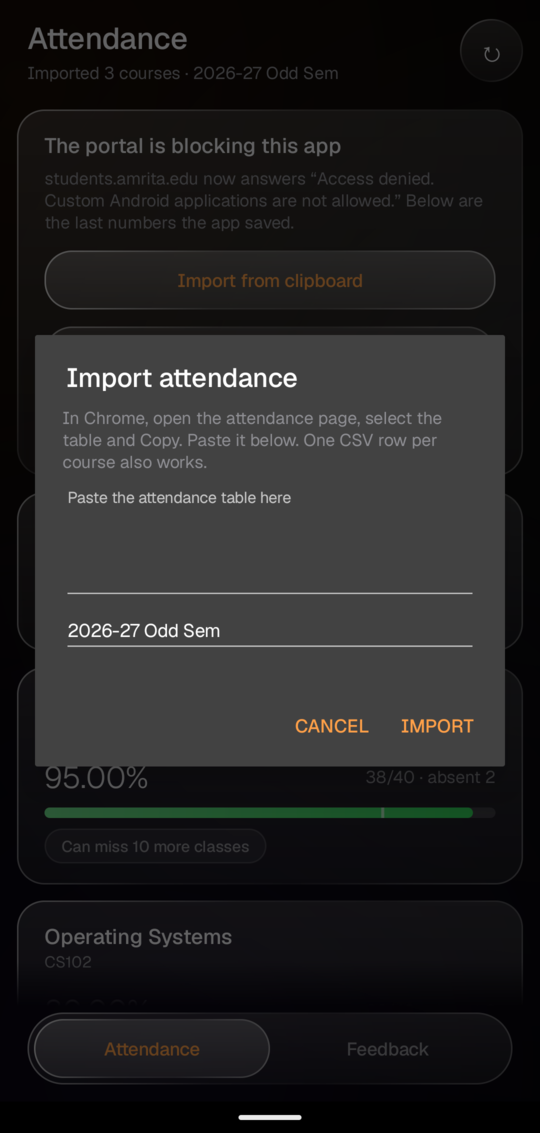 Attendance
Imported 3 courses · 2026-27 Odd Sem
↻
The portal is blocking this app
students.amrita.edu now answers “Access denied.
Custom Android applications are not allowed.” Below are
the last numbers the app saved.
Import from clipboard
Import attendance
In Chrome, open the attendance page, select the
table and Copy. Paste it below. One CSV row per
course also works.
Paste the attendance table here
2026-27 Odd Sem
CANCEL IMPORT
95.00% 38/40 · absent 2
Can miss 10 more classes
Operating Systems
CS102
Attendance Feedback